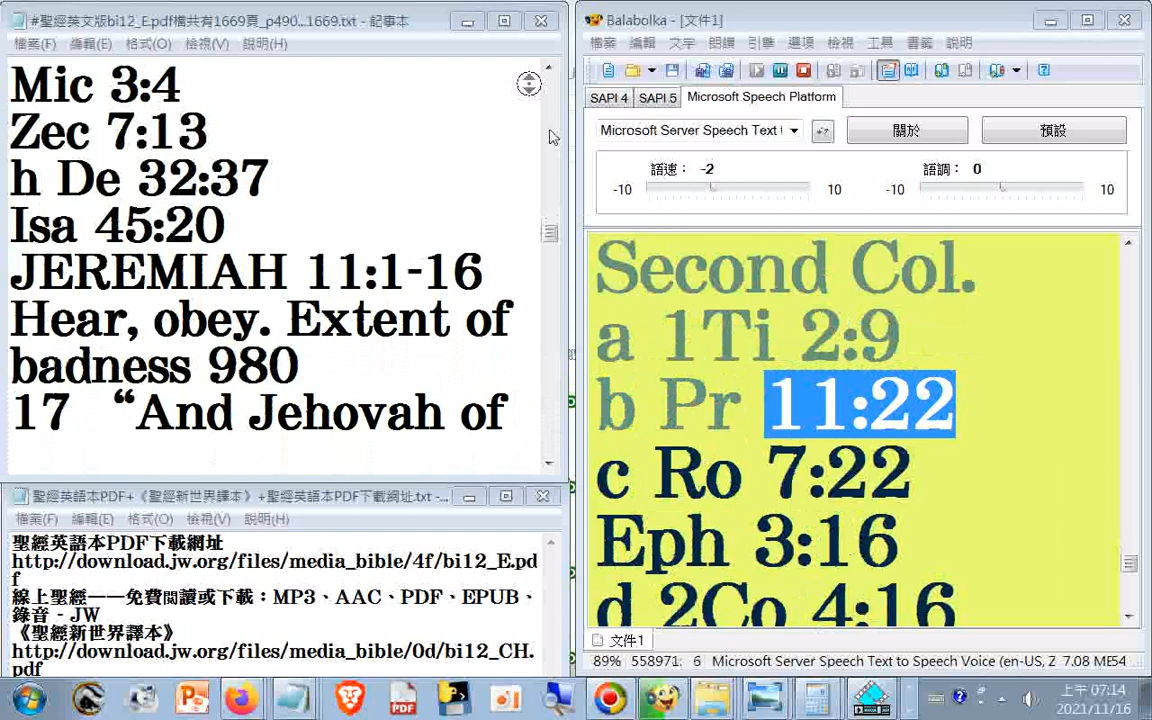 #聖經英文版bi12_E.pdf檔共有1669頁_p490...1669.txt - 記事本
檔案(F) 編輯(E) 格式(O) 檢視(V) 說明(H)
Mic 3:4
Zec 7:13
h De 32:37
Isa 45:20
JEREMIAH 11:1-16
Hear, obey. Extent of
badness 980
17 “And Jehovah of
聖經英語本PDF+《聖經新世界譯本》+聖經英語本PDF下載網址.txt -...
檔案(F) 編輯(E) 格式(O) 檢視(V) 說明(H)
聖經英語本PDF下載網址
http://download.jw.org/files/media_bible/4f/bi12_E.pd
f
線上聖經——免費閱讀或下載：MP3、AAC、PDF、EPUB、
錄音 - JW
《聖經新世界譯本》
http://download.jw.org/files/media_bible/0d/bi12_CH.
pdf
Balabolka - [文件1]
檔案 編輯 文字 朗讀 引擎 選項 檢視 工具 書籤 說明
SAPI 4 SAPI 5 Microsoft Speech Platform
Microsoft Server Speech Text 關於 預設
語速： -2 語調： 0
-10 10 -10 10
Second Col.
a 1Ti 2:9
b Pr 11:22
c Ro 7:22
Eph 3:16
d 2Co 4:16
文件1
89% 558971: 6 Microsoft Server Speech Text to Speech Voice (en-US, Z 7.08 ME54
上午 07:14
2021/11/16